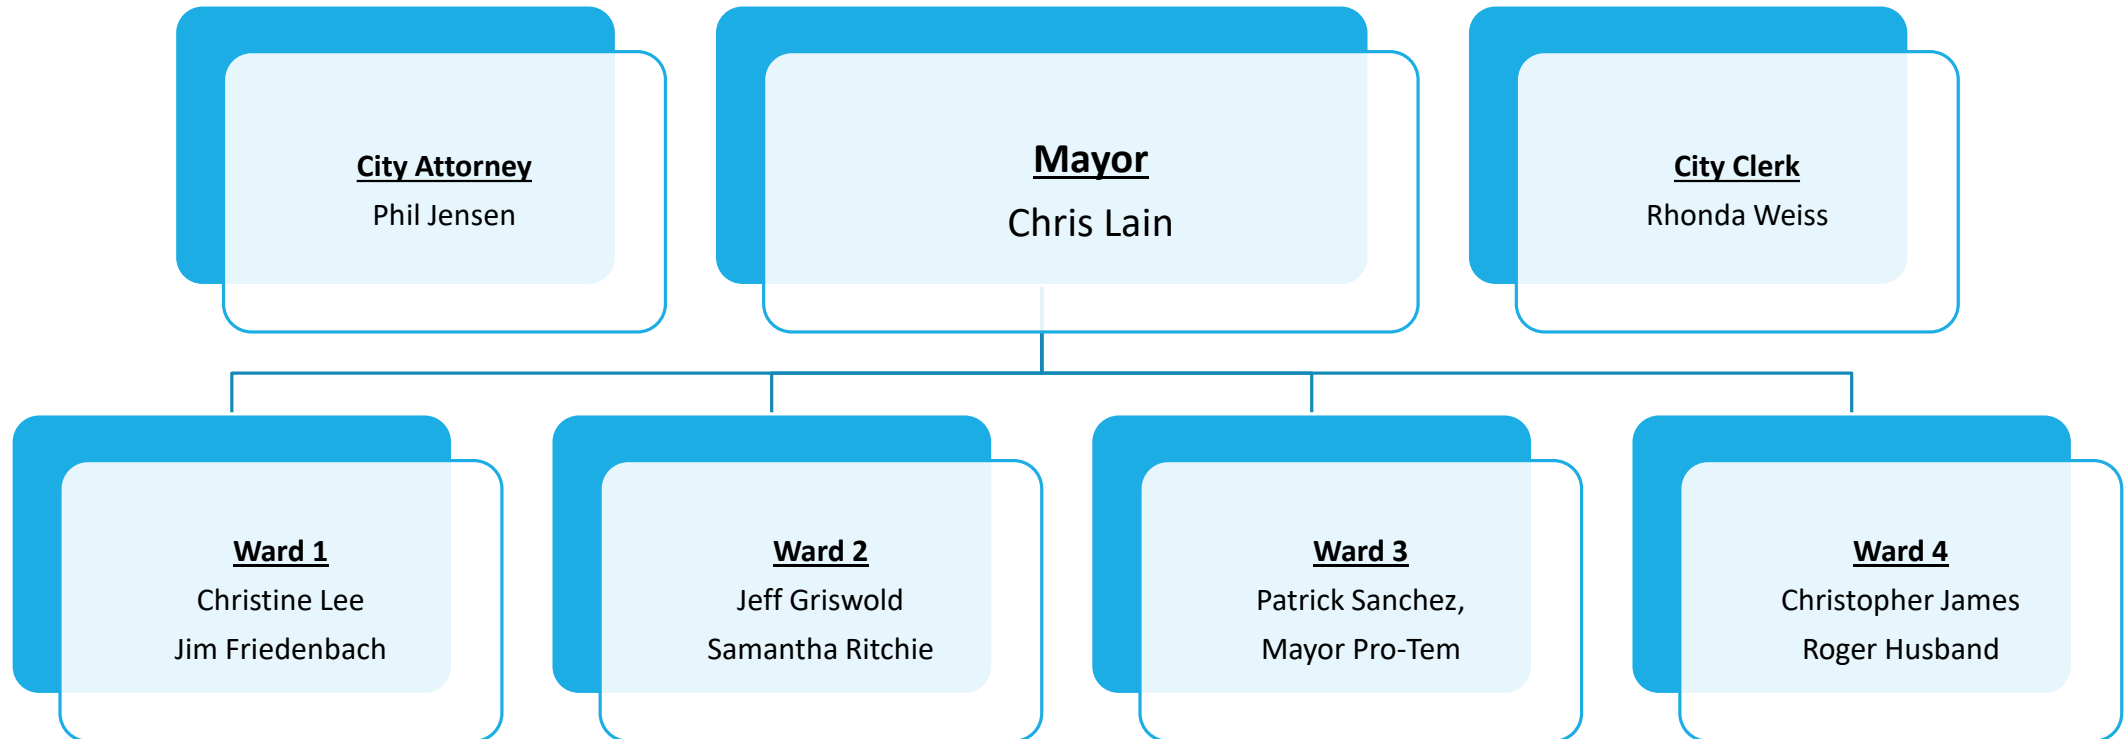 City Attorney
Phil Jensen
Mayor
Chris Lain
City Clerk
Rhonda Weiss
Ward 1
Christine Lee
Jim Friedenbach
Ward 2
Jeff Griswold
Samantha Ritchie
Ward 3
Patrick Sanchez,
Mayor Pro-Tem
Ward 4
Christopher James
Roger Husband